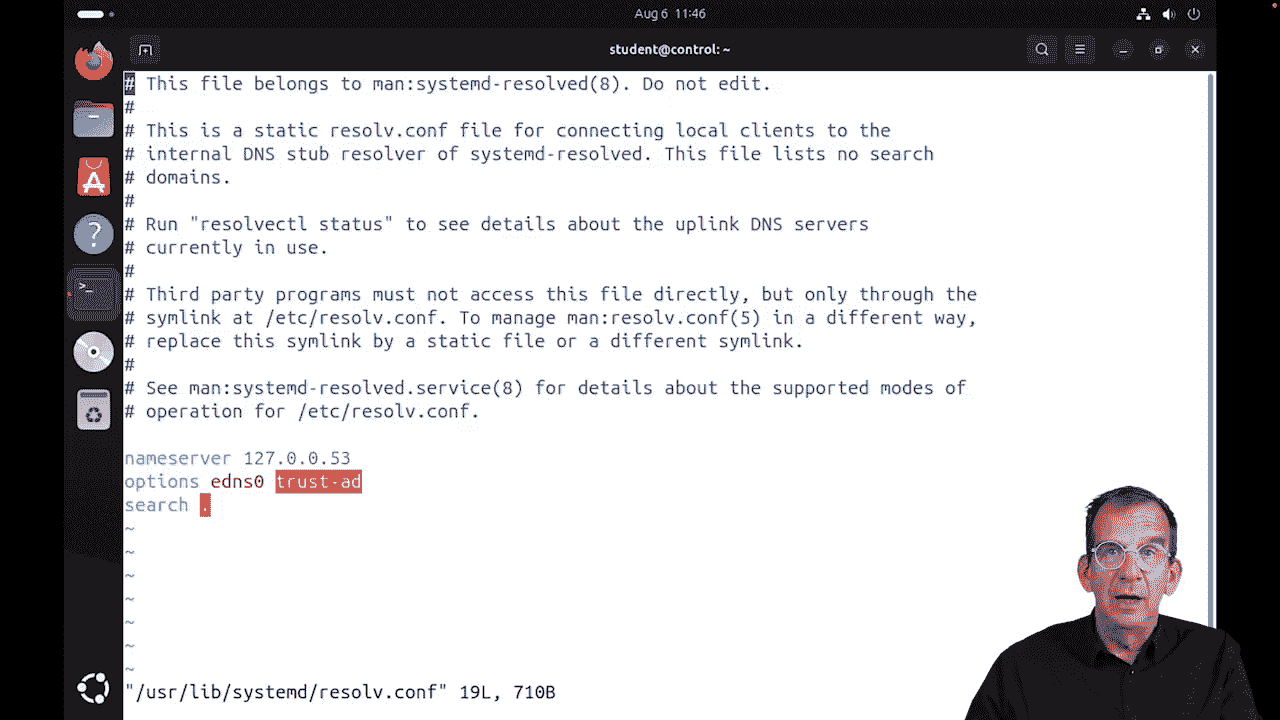 Aug 6 11:46
student@control: ~
# This file belongs to man:systemd-resolved(8). Do not edit.
#
# This is a static resolv.conf file for connecting local clients to the
# internal DNS stub resolver of systemd-resolved. This file lists no search
# domains.
#
# Run "resolvectl status" to see details about the uplink DNS servers
# currently in use.
#
# Third party programs must not access this file directly, but only through the
# symlink at /etc/resolv.conf. To manage man:resolv.conf(5) in a different way,
# replace this symlink by a static file or a different symlink.
#
# See man:systemd-resolved.service(8) for details about the supported modes of
# operation for /etc/resolv.conf.
nameserver 127.0.0.53
options edns0 trust-ad
search .
~
~
~
~
~
~
~
"/usr/lib/systemd/resolv.conf" 19L, 710B